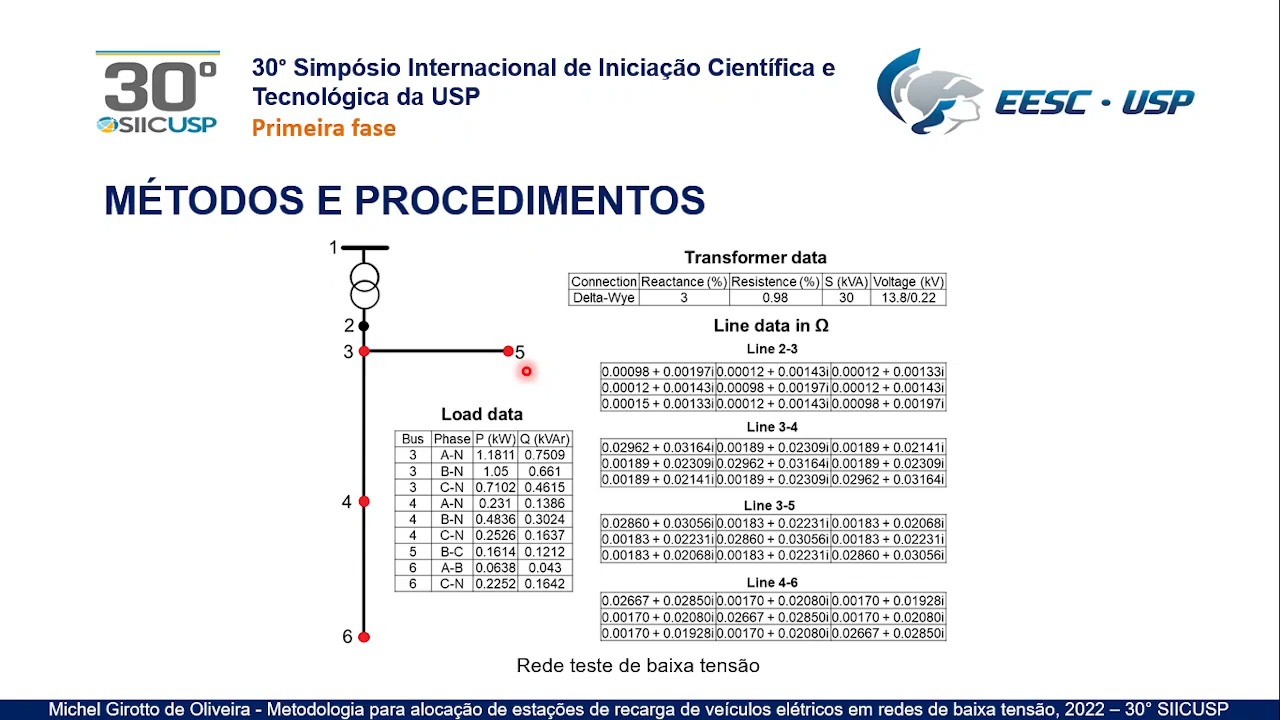 30º
SIICUSP
30° Simpósio Internacional de Iniciação Científica e
Tecnológica da USP
Primeira fase
EESC · USP
MÉTODOS E PROCEDIMENTOS
1
2
3
5
4
6
Load data
Bus Phase P (kW) Q (kVAr)
3 A-N 1.1811 0.7509
3 B-N 1.05 0.661
3 C-N 0.7102 0.4615
4 A-N 0.231 0.1386
4 B-N 0.4836 0.3024
4 C-N 0.2526 0.1637
5 B-C 0.1614 0.1212
6 A-B 0.0638 0.043
6 C-N 0.2252 0.1642
Transformer data
Connection Reactance (%) Resistence (%) S (kVA) Voltage (kV)
Delta-Wye 3 0.98 30 13.8/0.22
Line data in Ω
Line 2-3
0.00098 + 0.00197i 0.00012 + 0.00143i 0.00012 + 0.00133i
0.00012 + 0.00143i 0.00098 + 0.00197i 0.00012 + 0.00143i
0.00015 + 0.00133i 0.00012 + 0.00143i 0.00098 + 0.00197i
Line 3-4
0.02962 + 0.03164i 0.00189 + 0.02309i 0.00189 + 0.02141i
0.00189 + 0.02309i 0.02962 + 0.03164i 0.00189 + 0.02309i
0.00189 + 0.02141i 0.00189 + 0.02309i 0.02962 + 0.03164i
Line 3-5
0.02860 + 0.03056i 0.00183 + 0.02231i 0.00183 + 0.02068i
0.00183 + 0.02231i 0.02860 + 0.03056i 0.00183 + 0.02231i
0.00183 + 0.02068i 0.00183 + 0.02231i 0.02860 + 0.03056i
Line 4-6
0.02667 + 0.02850i 0.00170 + 0.02080i 0.00170 + 0.01928i
0.00170 + 0.02080i 0.02667 + 0.02850i 0.00170 + 0.02080i
0.00170 + 0.01928i 0.00170 + 0.02080i 0.02667 + 0.02850i
Rede teste de baixa tensão
Michel Girotto de Oliveira - Metodologia para alocação de estações de recarga de veículos elétricos em redes de baixa tensão, 2022 – 30° SIICUSP